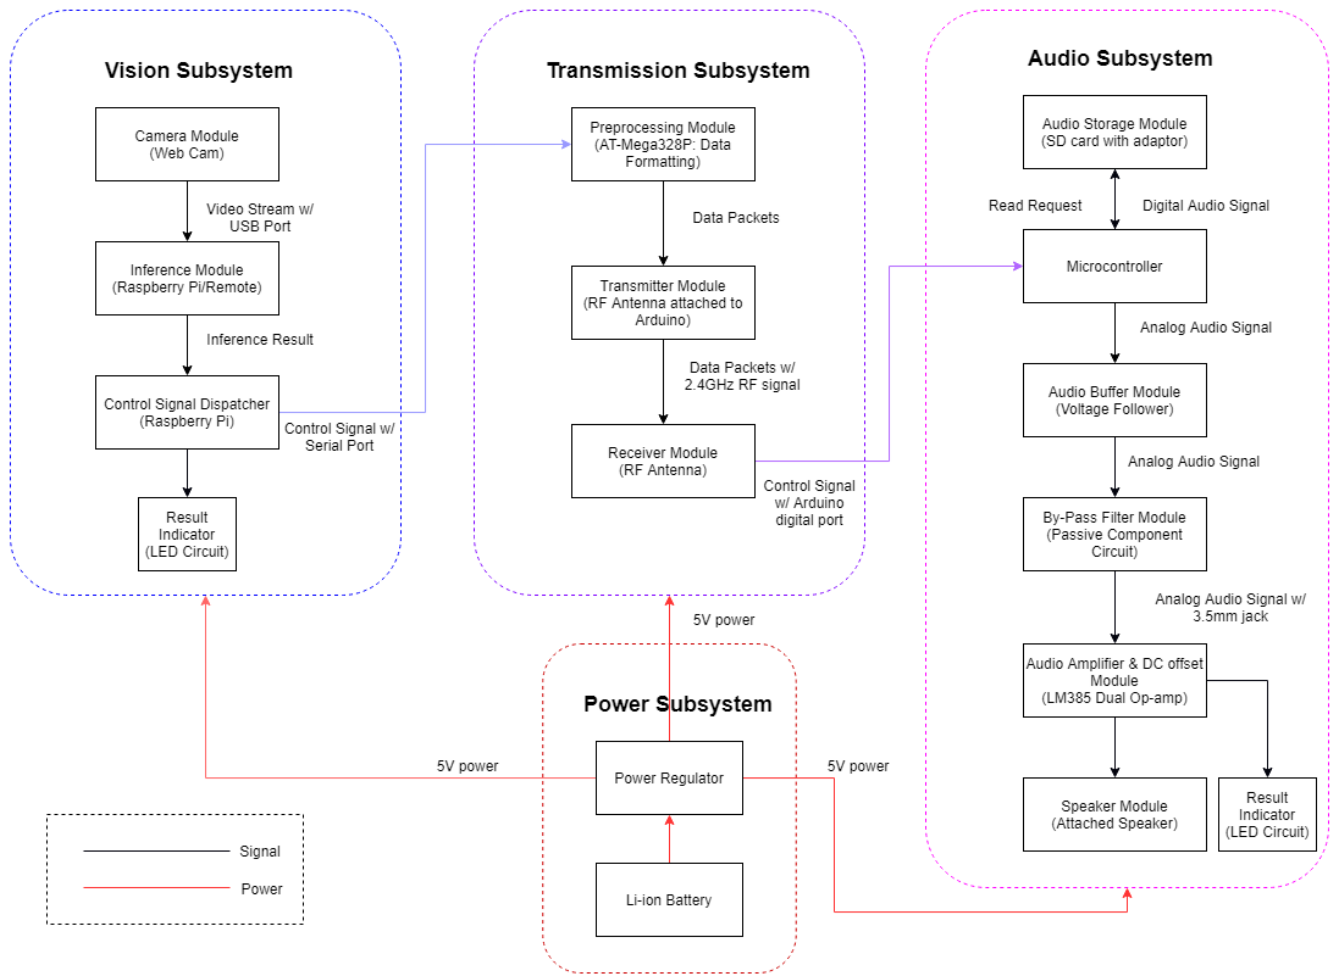 Vision Subsystem
Camera Module
(Web Cam)
Video Stream w/
USB Port
Inference Module
(Raspberry Pi/Remote)
Inference Result
Control Signal Dispatcher
(Raspberry Pi)
Control Signal w/
Serial Port
Result
Indicator
(LED Circuit)
Transmission Subsystem
Preprocessing Module
(AT-Mega328P: Data
Formatting)
Data Packets
Transmitter Module
(RF Antenna attached to
Arduino)
Data Packets w/
2.4GHz RF signal
Receiver Module
(RF Antenna)
Control Signal
w/ Arduino
digital port
Audio Subsystem
Audio Storage Module
(SD card with adaptor)
Read Request
Digital Audio Signal
Microcontroller
Analog Audio Signal
Audio Buffer Module
(Voltage Follower)
Analog Audio Signal
By-Pass Filter Module
(Passive Component
Circuit)
Analog Audio Signal w/
3.5mm jack
Audio Amplifier & DC offset
Module
(LM385 Dual Op-amp)
Speaker Module
(Attached Speaker)
Result
Indicator
(LED Circuit)
5V power
Power Subsystem
5V power
Power Regulator
5V power
Li-ion Battery
Signal
Power